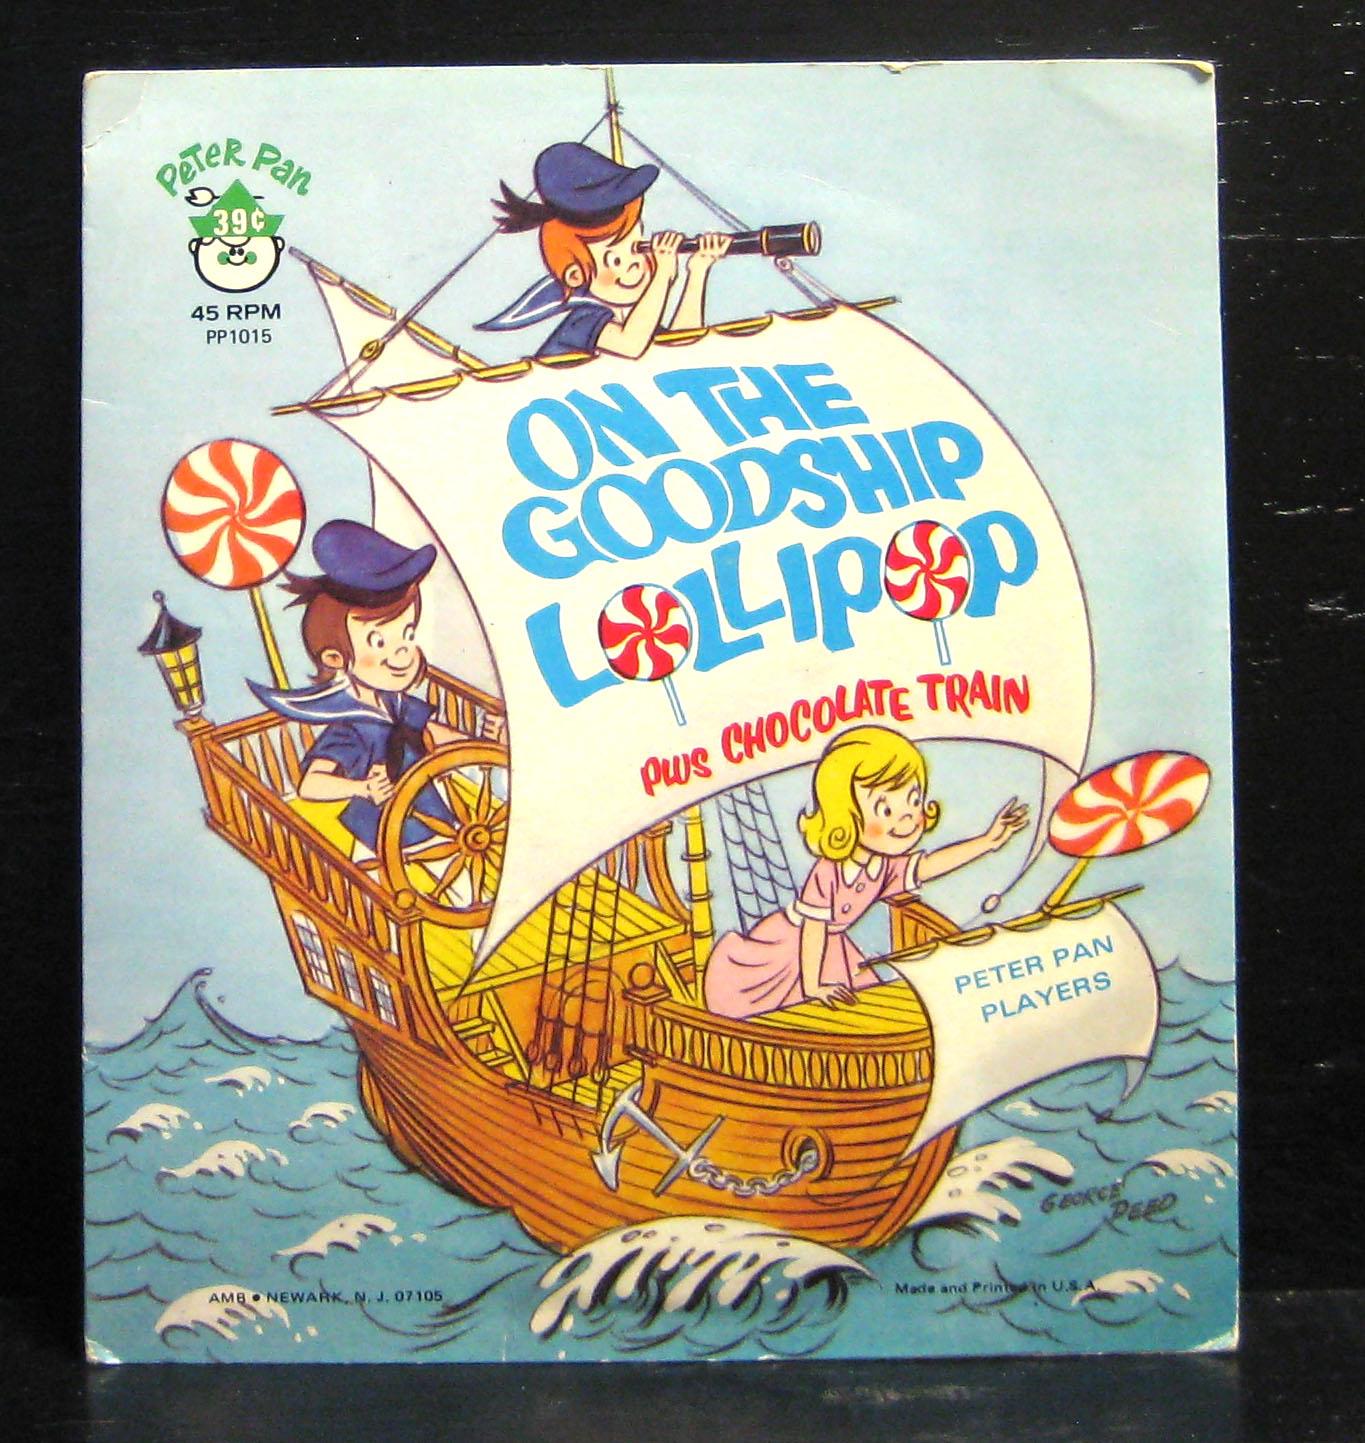 PETER PAN
39¢
45 RPM
PP1015
ON THE
GOODSHIP
LOLLIPOP
PLUS CHOCOLATE TRAIN
PETER PAN
PLAYERS
GEORGE
PEED
AMB • NEWARK, N. J. 07105
Made and Printed in U.S.A.